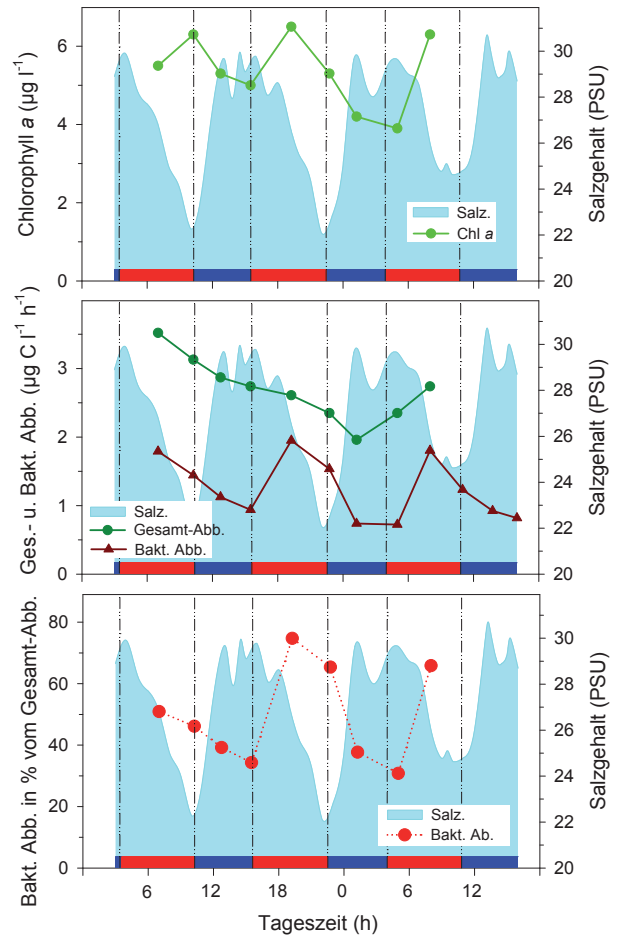 Chlorophyll a (µg l⁻¹)
6
4
2
0
30
28
26
24
22
20
Salzgehalt (PSU)
Salz.
Chl a
Ges.- u. Bakt. Abb. (µg C l⁻¹ h⁻¹)
3
2
1
0
30
28
26
24
22
20
Salzgehalt (PSU)
Salz.
Gesamt-Abb.
Bakt. Abb.
Bakt. Abb. in % vom Gesamt-Abb.
80
60
40
20
0
30
28
26
24
22
20
Salzgehalt (PSU)
Salz.
Bakt. Ab.
6 12 18 0 6 12
Tageszeit (h)